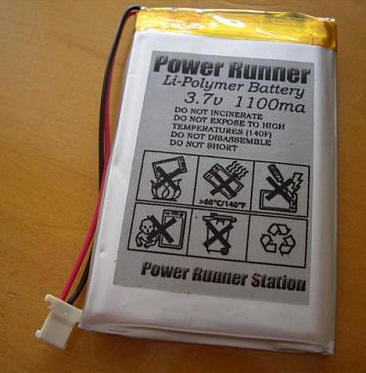 Power Runner
Li-Polymer Battery
3.7v 1100ma
DO NOT INCINERATE
DO NOT EXPOSE TO HIGH
TEMPERATURES (140F)
DO NOT DISASSEMBLE
DO NOT SHORT
>60°C/140°F
Power Runner Station